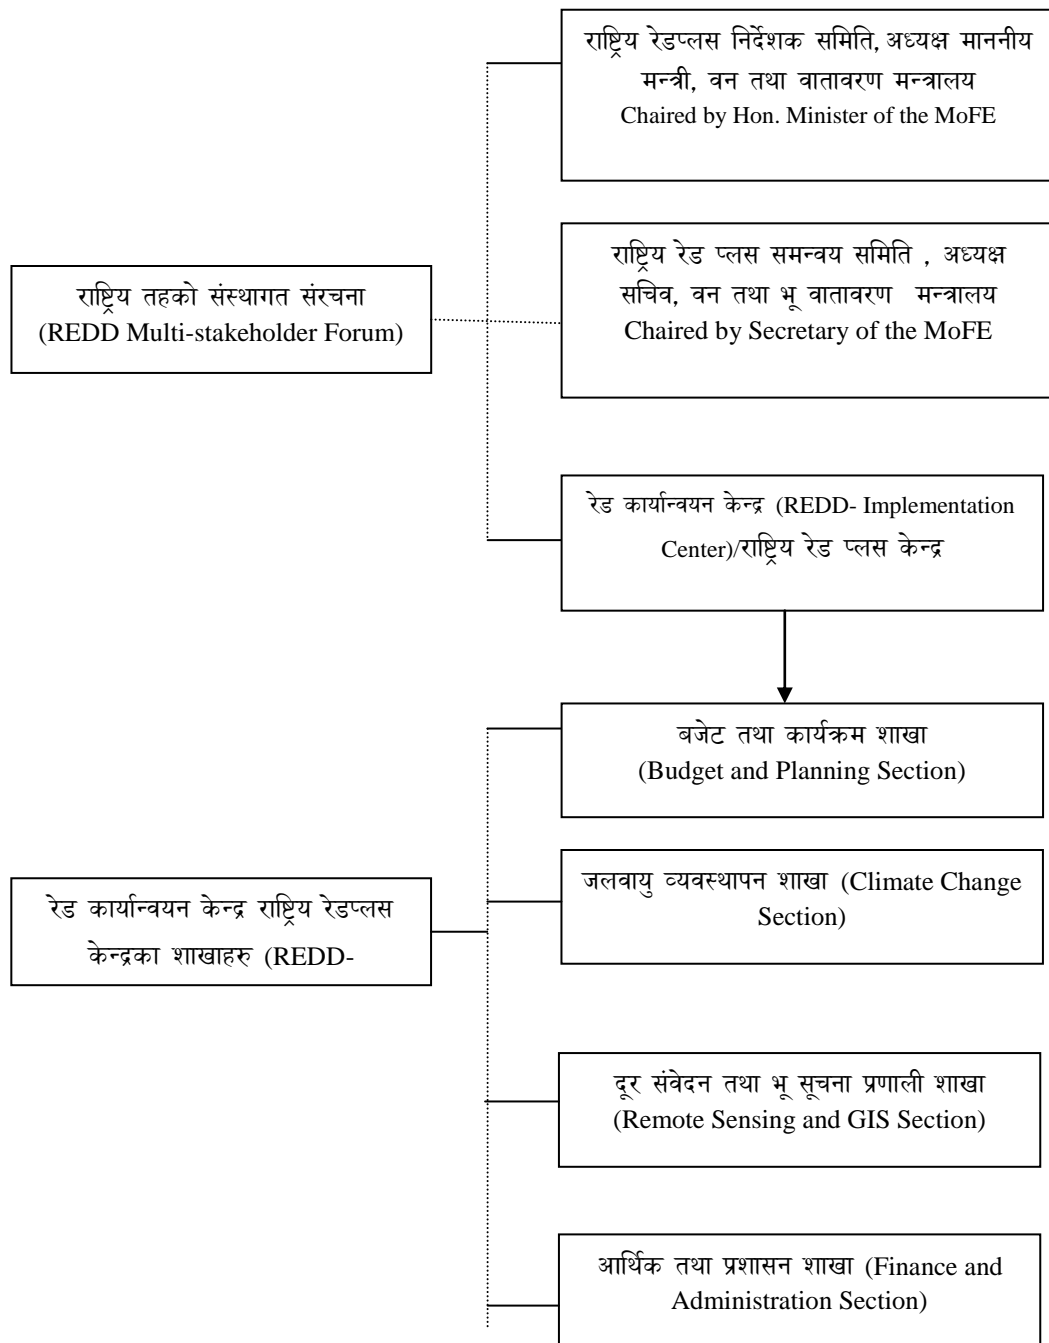 राष्ट्रिय रेडप्लस निर्देशक समिति, अध्यक्ष माननीय
मन्त्री, वन तथा वातावरण मन्त्रालय
Chaired by Hon. Minister of the MoFE
राष्ट्रिय रेड प्लस समन्वय समिति , अध्यक्ष
सचिव, वन तथा भू वातावरण मन्त्रालय
Chaired by Secretary of the MoFE
राष्ट्रिय तहको संस्थागत संरचना
(REDD Multi-stakeholder Forum)
रेड कार्यान्वयन केन्द्र (REDD- Implementation
Center)/राष्ट्रिय रेड प्लस केन्द्र
बजेट तथा कार्यक्रम शाखा
(Budget and Planning Section)
जलवायु व्यवस्थापन शाखा (Climate Change
Section)
रेड कार्यान्वयन केन्द्र राष्ट्रिय रेडप्लस
केन्द्रका शाखाहरु (REDD-
दूर संवेदन तथा भू सूचना प्रणाली शाखा
(Remote Sensing and GIS Section)
आर्थिक तथा प्रशासन शाखा (Finance and
Administration Section)